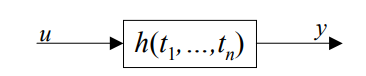 u h(t₁,...,tₙ) y